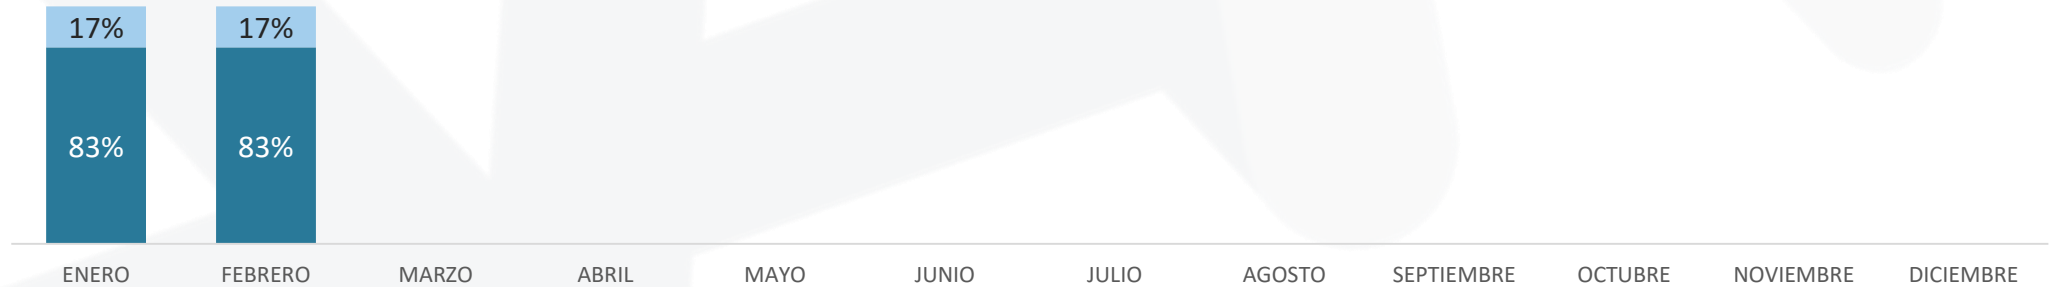 17% 17%
83% 83%
ENERO FEBRERO MARZO ABRIL MAYO JUNIO JULIO AGOSTO SEPTIEMBRE OCTUBRE NOVIEMBRE DICIEMBRE